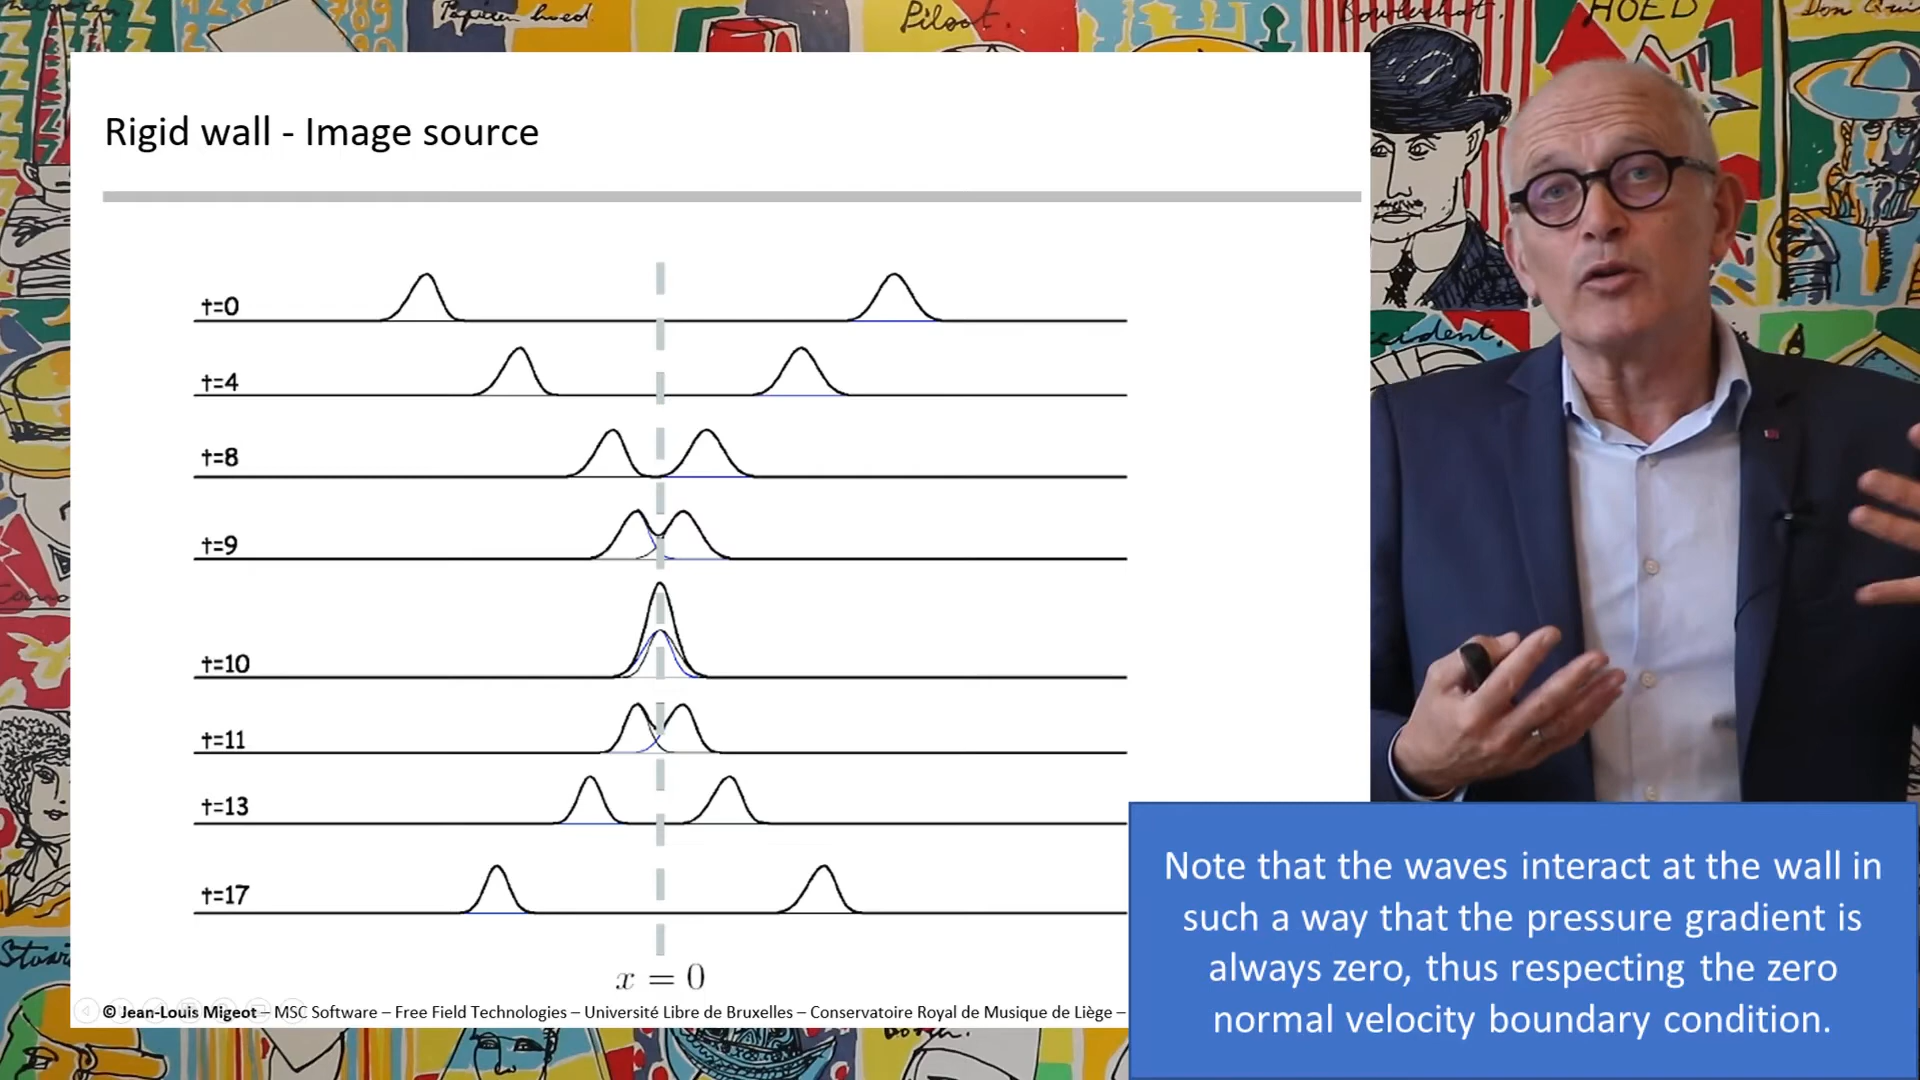 Papieren hoed.
Piloot.
Bowlerhat.
HOED
Rigid wall - Image source
t=0
t=4
t=8
t=9
t=10
t=11
t=13
t=17
x = 0
© Jean-Louis Migeot – MSC Software – Free Field Technologies – Université Libre de Bruxelles – Conservatoire Royal de Musique de Liège –
Note that the waves interact at the wall in
such a way that the pressure gradient is
always zero, thus respecting the zero
normal velocity boundary condition.